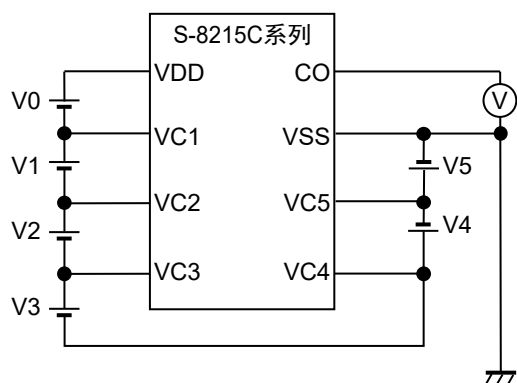 S-8215C系列
VDD
CO
V0
V
VC1
VSS
V1
V5
VC2
VC5
V2
V4
VC3
VC4
V3